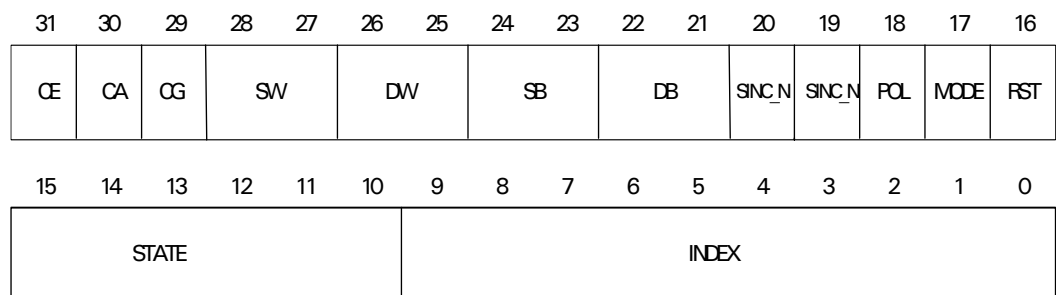 31 30 29 28 27 26 25 24 23 22 21 20 19 18 17 16
CE CA CG SW DW SB DB SINC_N SINC_N POL MODE RST
15 14 13 12 11 10 9 8 7 6 5 4 3 2 1 0
STATE INDEX